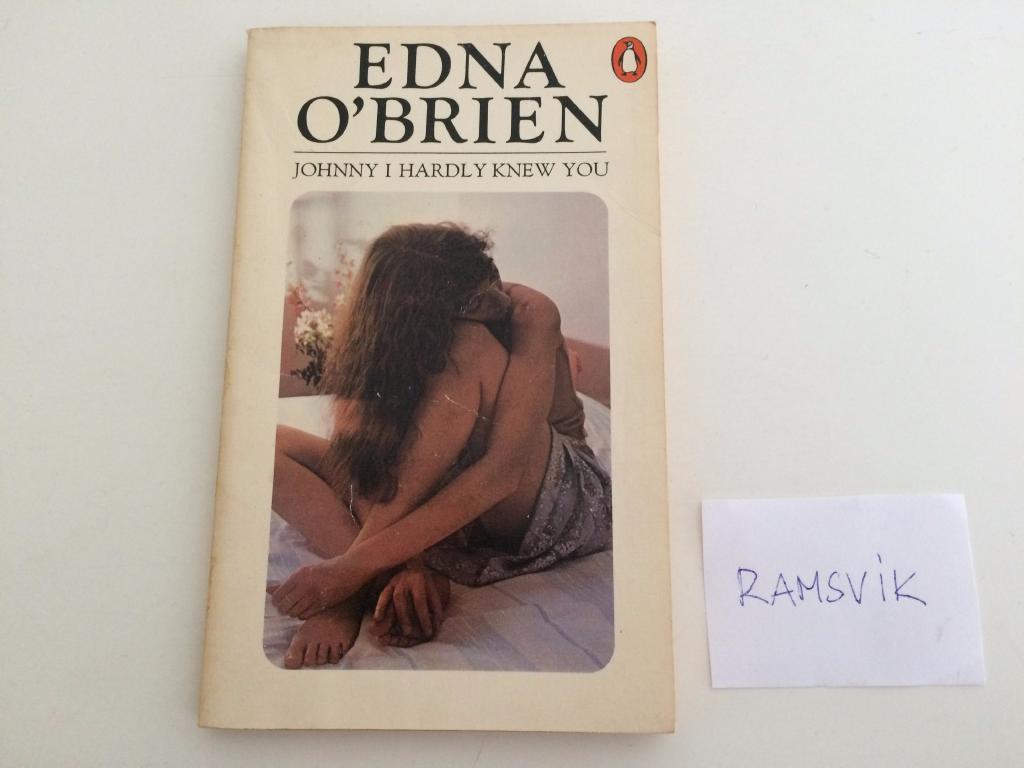 EDNA
O'BRIEN
JOHNNY I HARDLY KNEW YOU
RAMSViK